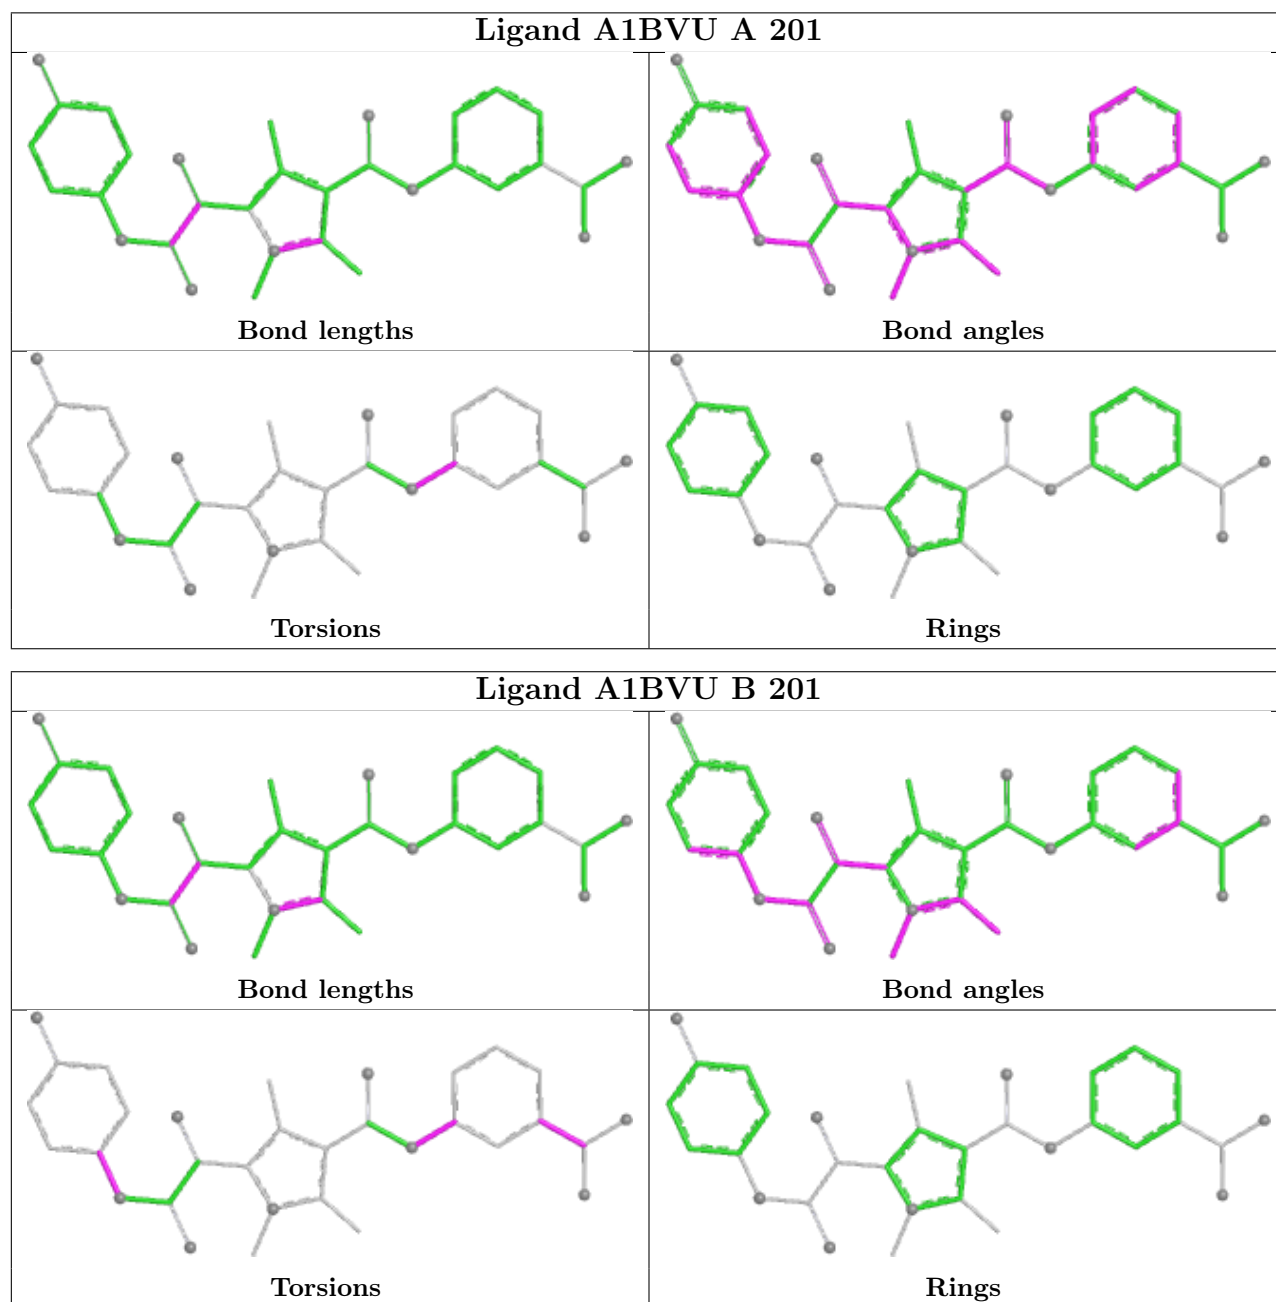 Ligand A1BVU A 201
Bond lengths
Bond angles
Torsions
Rings
Ligand A1BVU B 201
Bond lengths
Bond angles
Torsions
Rings